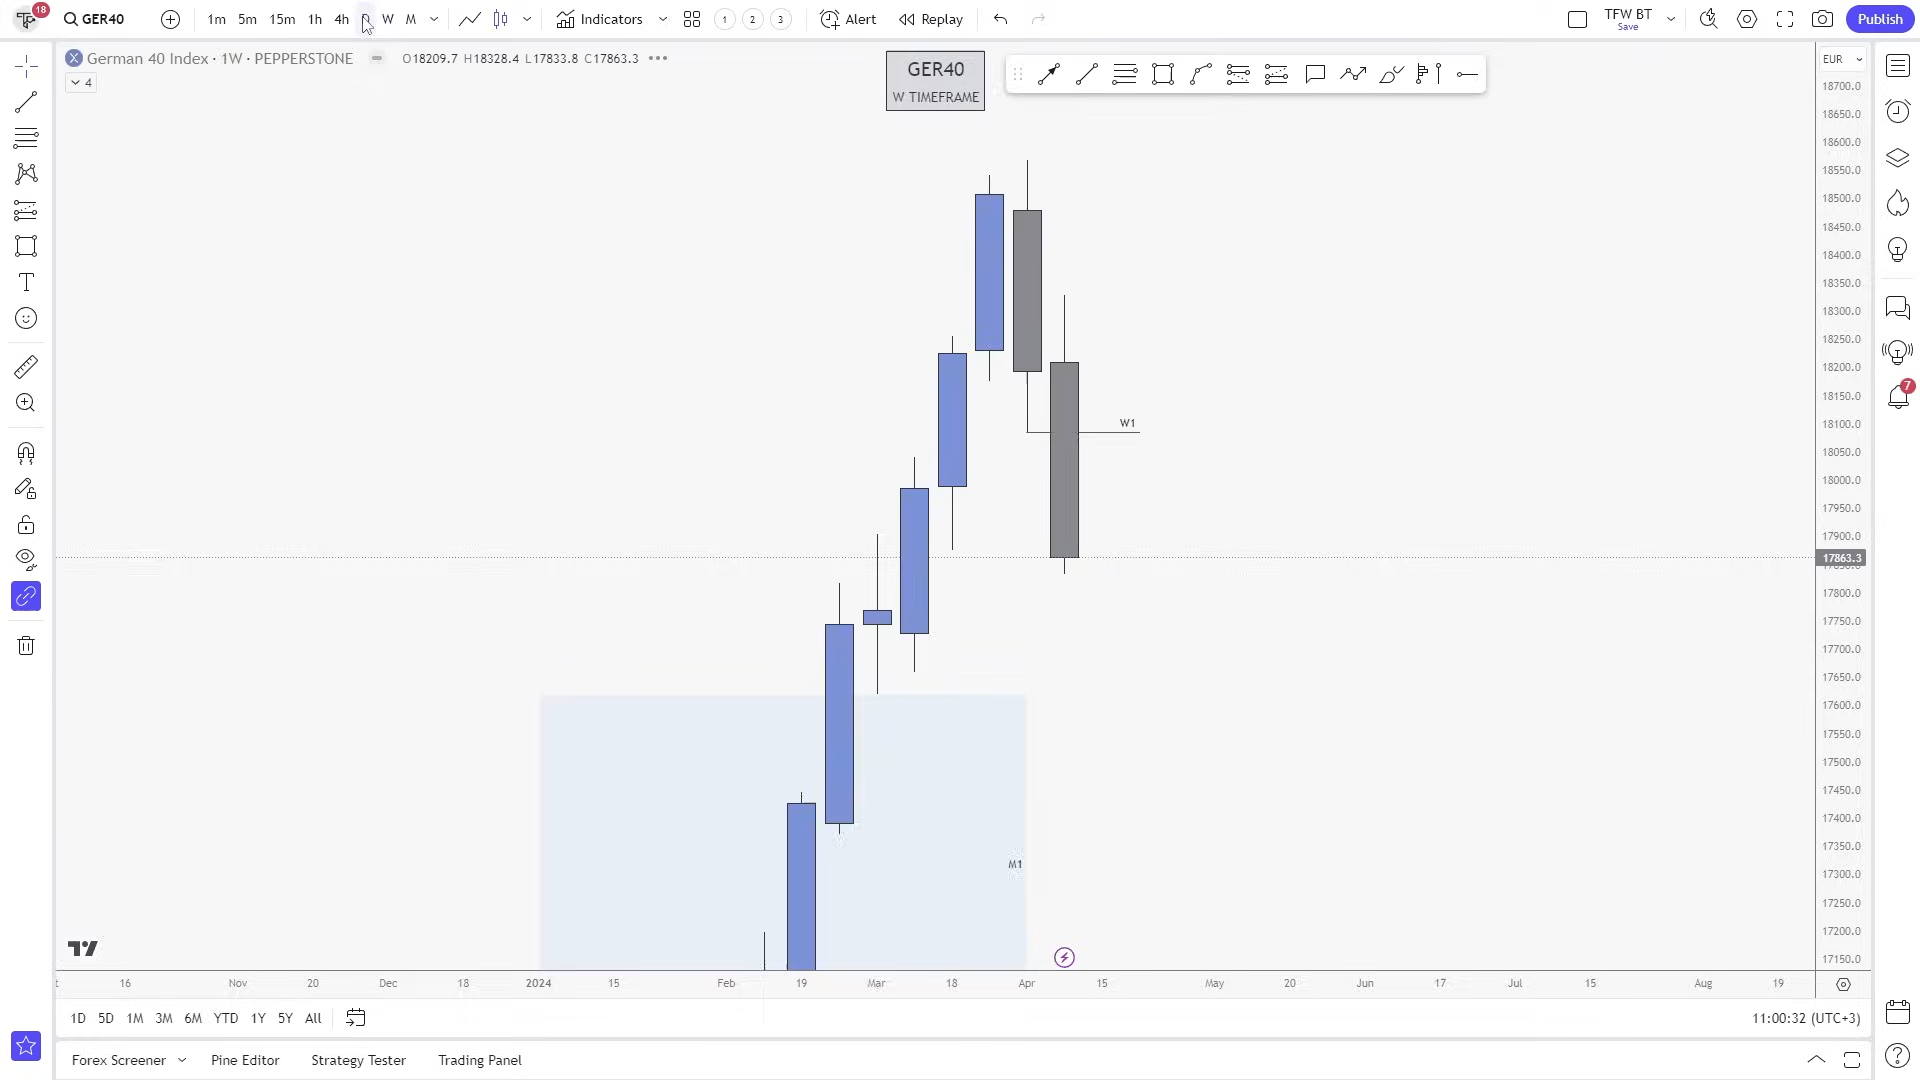 18
GER40
1m 5m 15m 1h 4h D W M
Indicators
1 2 3
Alert
Replay
TFW BT
Save
Publish
German 40 Index · 1W · PEPPERSTONE
O18209.7 H18328.4 L17833.8 C17863.3
4
GER40
W TIMEFRAME
EUR
18700.0
18650.0
18600.0
18550.0
18500.0
18450.0
18400.0
18350.0
18300.0
18250.0
18200.0
18150.0
18100.0
18050.0
18000.0
17950.0
17900.0
17863.3
17850.0
17800.0
17750.0
17700.0
17650.0
17600.0
17550.0
17500.0
17450.0
17400.0
17350.0
17300.0
17250.0
17200.0
17150.0
W1
M1
7
16 Nov 20 Dec 18 2024 15 Feb 19 Mar 18 Apr 15 May 20 Jun 17 Jul 15 Aug 19
1D 5D 1M 3M 6M YTD 1Y 5Y All
11:00:32 (UTC+3)
Forex Screener Pine Editor Strategy Tester Trading Panel